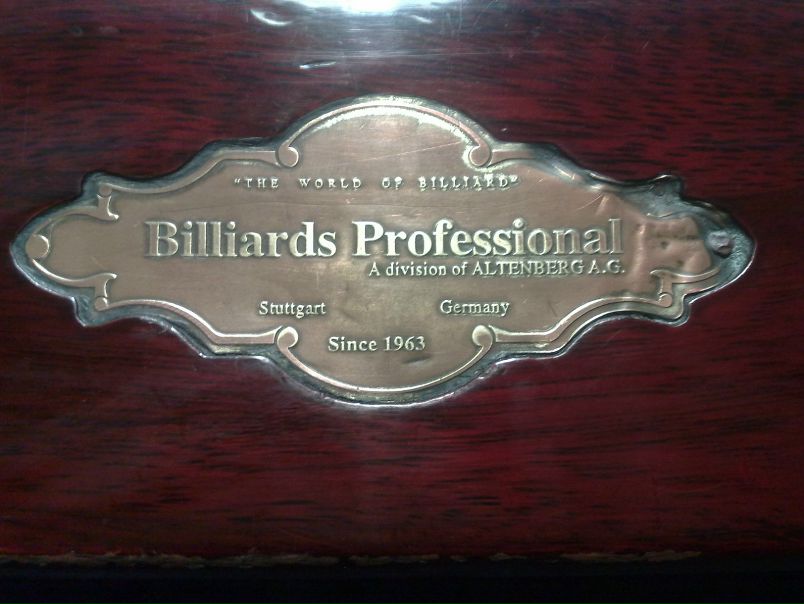 "THE WORLD OF BILLIARD"
Billiards Professional
A division of ALTENBERG A.G.
Stuttgart Germany
Since 1963